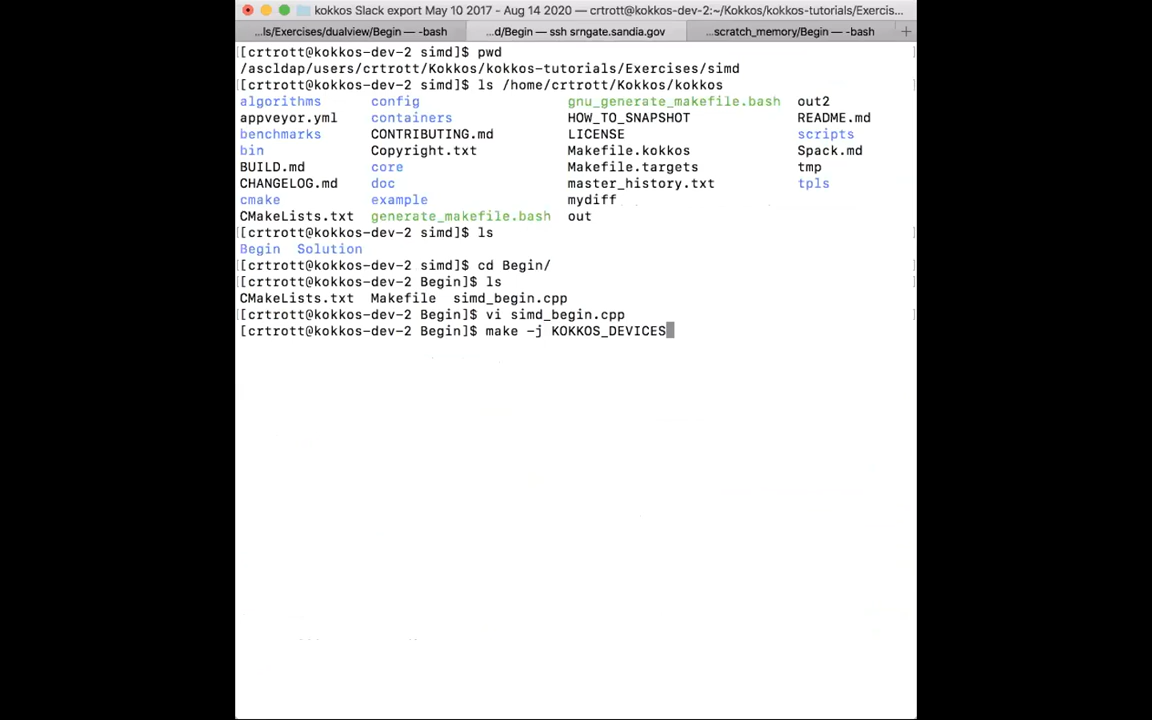 kokkos Slack export May 10 2017 - Aug 14 2020 — crtrott@kokkos-dev-2:~/Kokkos/kokkos-tutorials/Exercis...
...ls/Exercises/dualview/Begin — -bash ...d/Begin — ssh srngate.sandia.gov ...scratch_memory/Begin — -bash +
[crtrott@kokkos-dev-2 simd]$ pwd
/ascldap/users/crtrott/Kokkos/kokkos-tutorials/Exercises/simd
[crtrott@kokkos-dev-2 simd]$ ls /home/crtrott/Kokkos/kokkos
algorithms config gnu_generate_makefile.bash out2
appveyor.yml containers HOW_TO_SNAPSHOT README.md
benchmarks CONTRIBUTING.md LICENSE scripts
bin Copyright.txt Makefile.kokkos Spack.md
BUILD.md core Makefile.targets tmp
CHANGELOG.md doc master_history.txt tpls
cmake example mydiff
CMakeLists.txt generate_makefile.bash out
[crtrott@kokkos-dev-2 simd]$ ls
Begin Solution
[crtrott@kokkos-dev-2 simd]$ cd Begin/
[crtrott@kokkos-dev-2 Begin]$ ls
CMakeLists.txt Makefile simd_begin.cpp
[crtrott@kokkos-dev-2 Begin]$ vi simd_begin.cpp
[crtrott@kokkos-dev-2 Begin]$ make -j KOKKOS_DEVICES